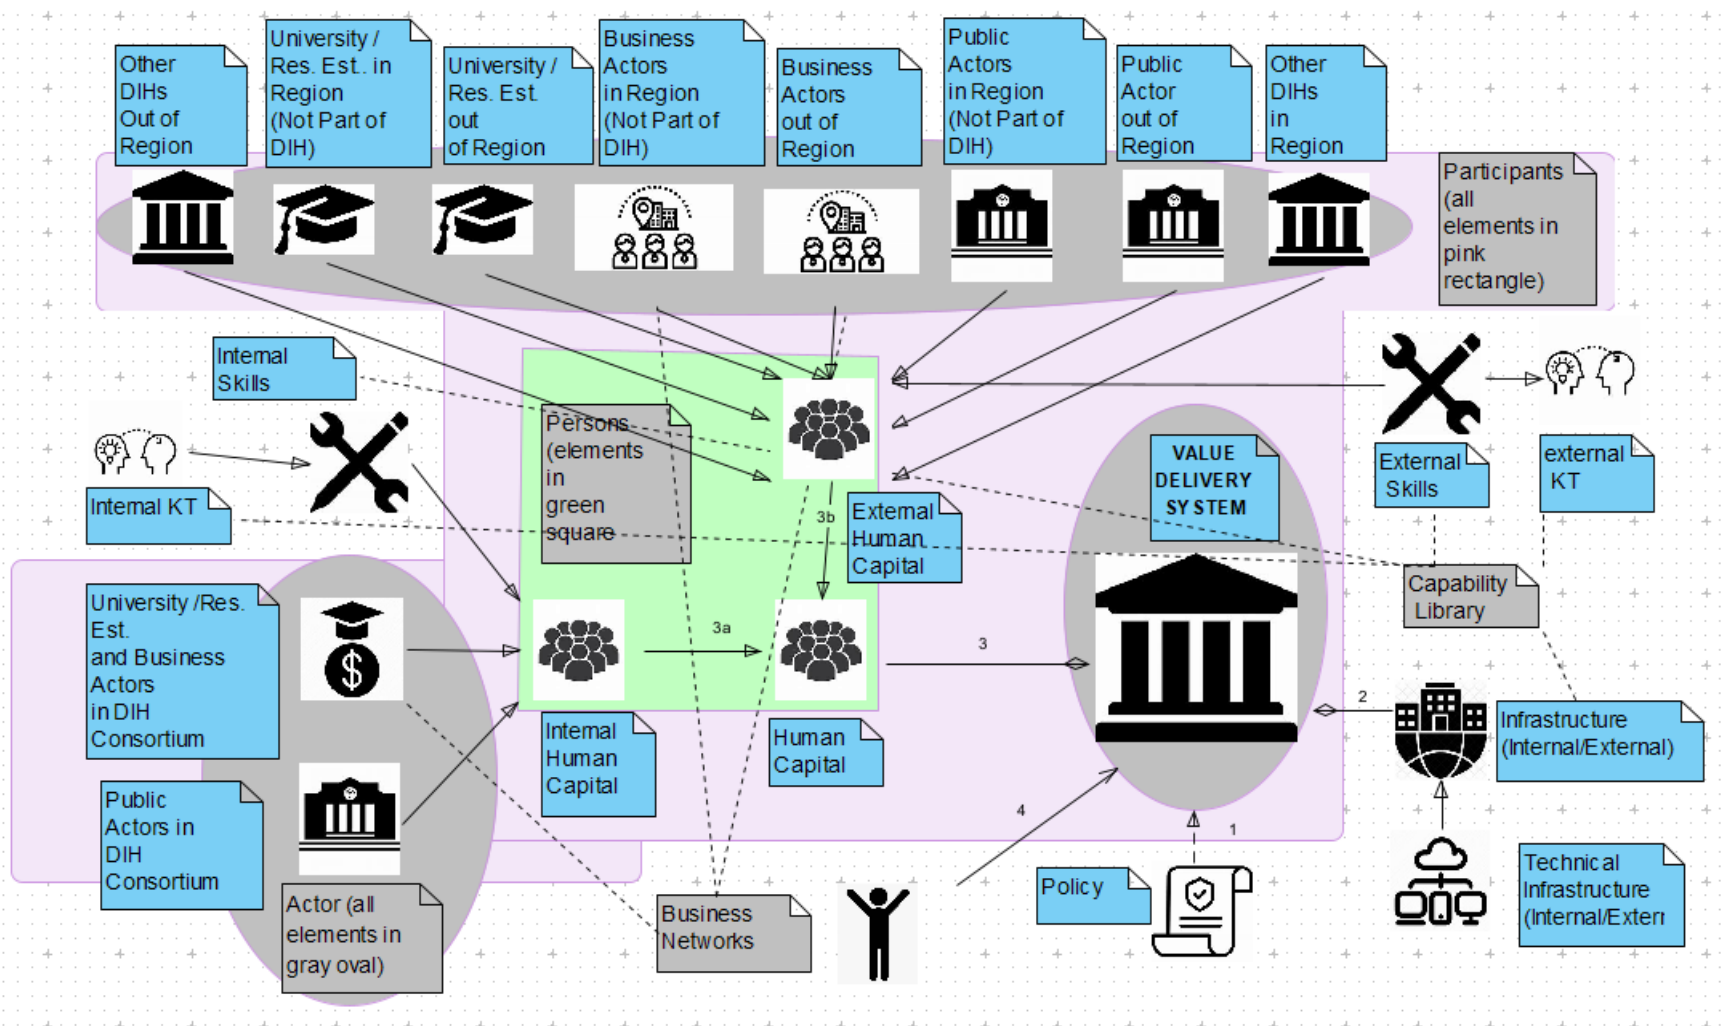 Other
DIHs
Out of
Region
University /
Res. Est.. in
Region
(Not Part of
DIH)
University /
Res. Est.
out
of Region
Business
Actors
in Region
(Not Part of
DIH)
Business
Actors
out of
Region
Public
Actors
in Region
(Not Part of
DIH)
Public
Actor
out of
Region
Other
DIHs
in
Region
Participants
(all
elements in
pink
rectangle)
Internal
Skills
Persons
(elements
in
green
square
Internal KT
VALUE
DELIVERY
SYSTEM
External
Skills
external
KT
3b
External
Human
Capital
Capability
Library
University /Res.
Est.
and Business
Actors
in DIH
Consortium
3a
3
2
Internal
Human
Capital
Human
Capital
Infrastructure
(Internal/External)
Public
Actors in
DIH
Consortium
4
1
Actor (all
elements in
gray oval)
Business
Networks
Policy
Technical
Infrastructure
(Internal/Extern